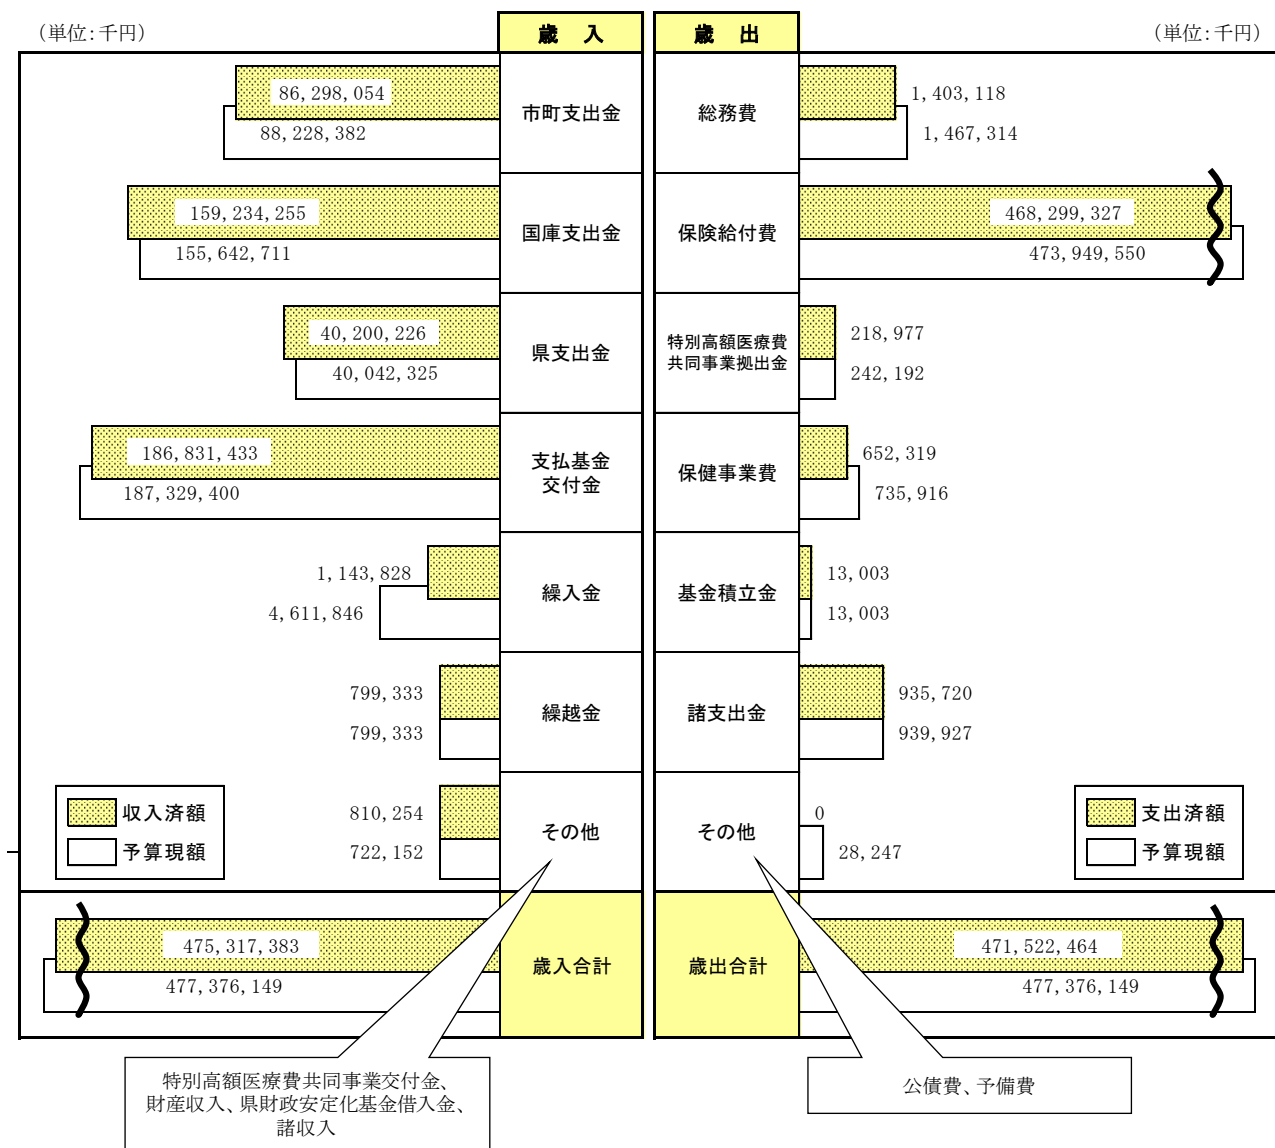 （単位：千円）
歳　入
歳　出
（単位：千円）
86,298,054
88,228,382
市町支出金
総務費
1,403,118
1,467,314
159,234,255
155,642,711
国庫支出金
保険給付費
468,299,327
473,949,550
40,200,226
40,042,325
県支出金
特別高額医療費
共同事業拠出金
218,977
242,192
186,831,433
187,329,400
支払基金
交付金
保健事業費
652,319
735,916
1,143,828
4,611,846
繰入金
基金積立金
13,003
13,003
799,333
799,333
繰越金
諸支出金
935,720
939,927
収入済額
予算現額
810,254
722,152
その他
その他
0
28,247
支出済額
予算現額
475,317,383
477,376,149
歳入合計
歳出合計
471,522,464
477,376,149
特別高額医療費共同事業交付金、
財産収入、県財政安定化基金借入金、
諸収入
公債費、予備費